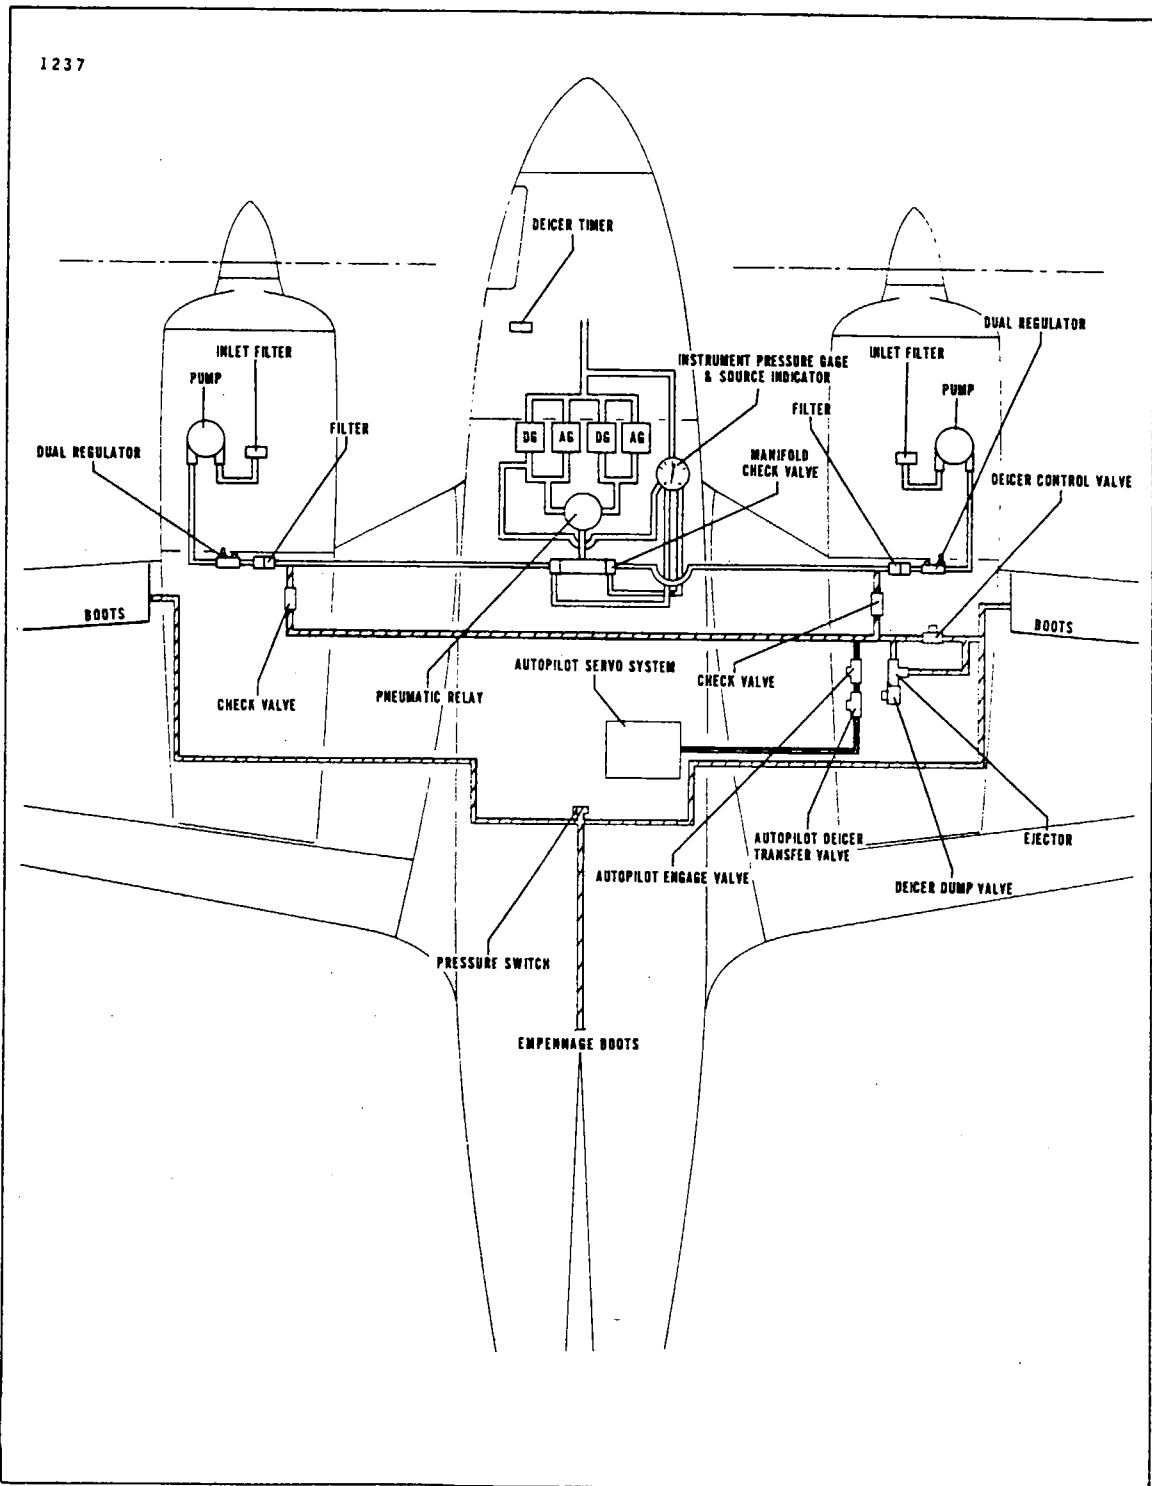 I237
DEICER TIMER
DUAL REGULATOR
INLET FILTER
INSTRUMENT PRESSURE GAGE
& SOURCE INDICATOR
INLET FILTER
PUMP
PUMP
FILTER
FILTER
DUAL REGULATOR
DG
AG
DG
AG
MANIFOLD
CHECK VALVE
DEICER CONTROL VALVE
BOOTS
BOOTS
AUTOPILOT SERVO SYSTEM
CHECK VALVE
PNEUMATIC RELAY
CHECK VALVE
AUTOPILOT DEICER
TRANSFER VALVE
EJECTOR
AUTOPILOT ENGAGE VALVE
DEICER DUMP VALVE
PRESSURE SWITCH
EMPENNAGE BOOTS